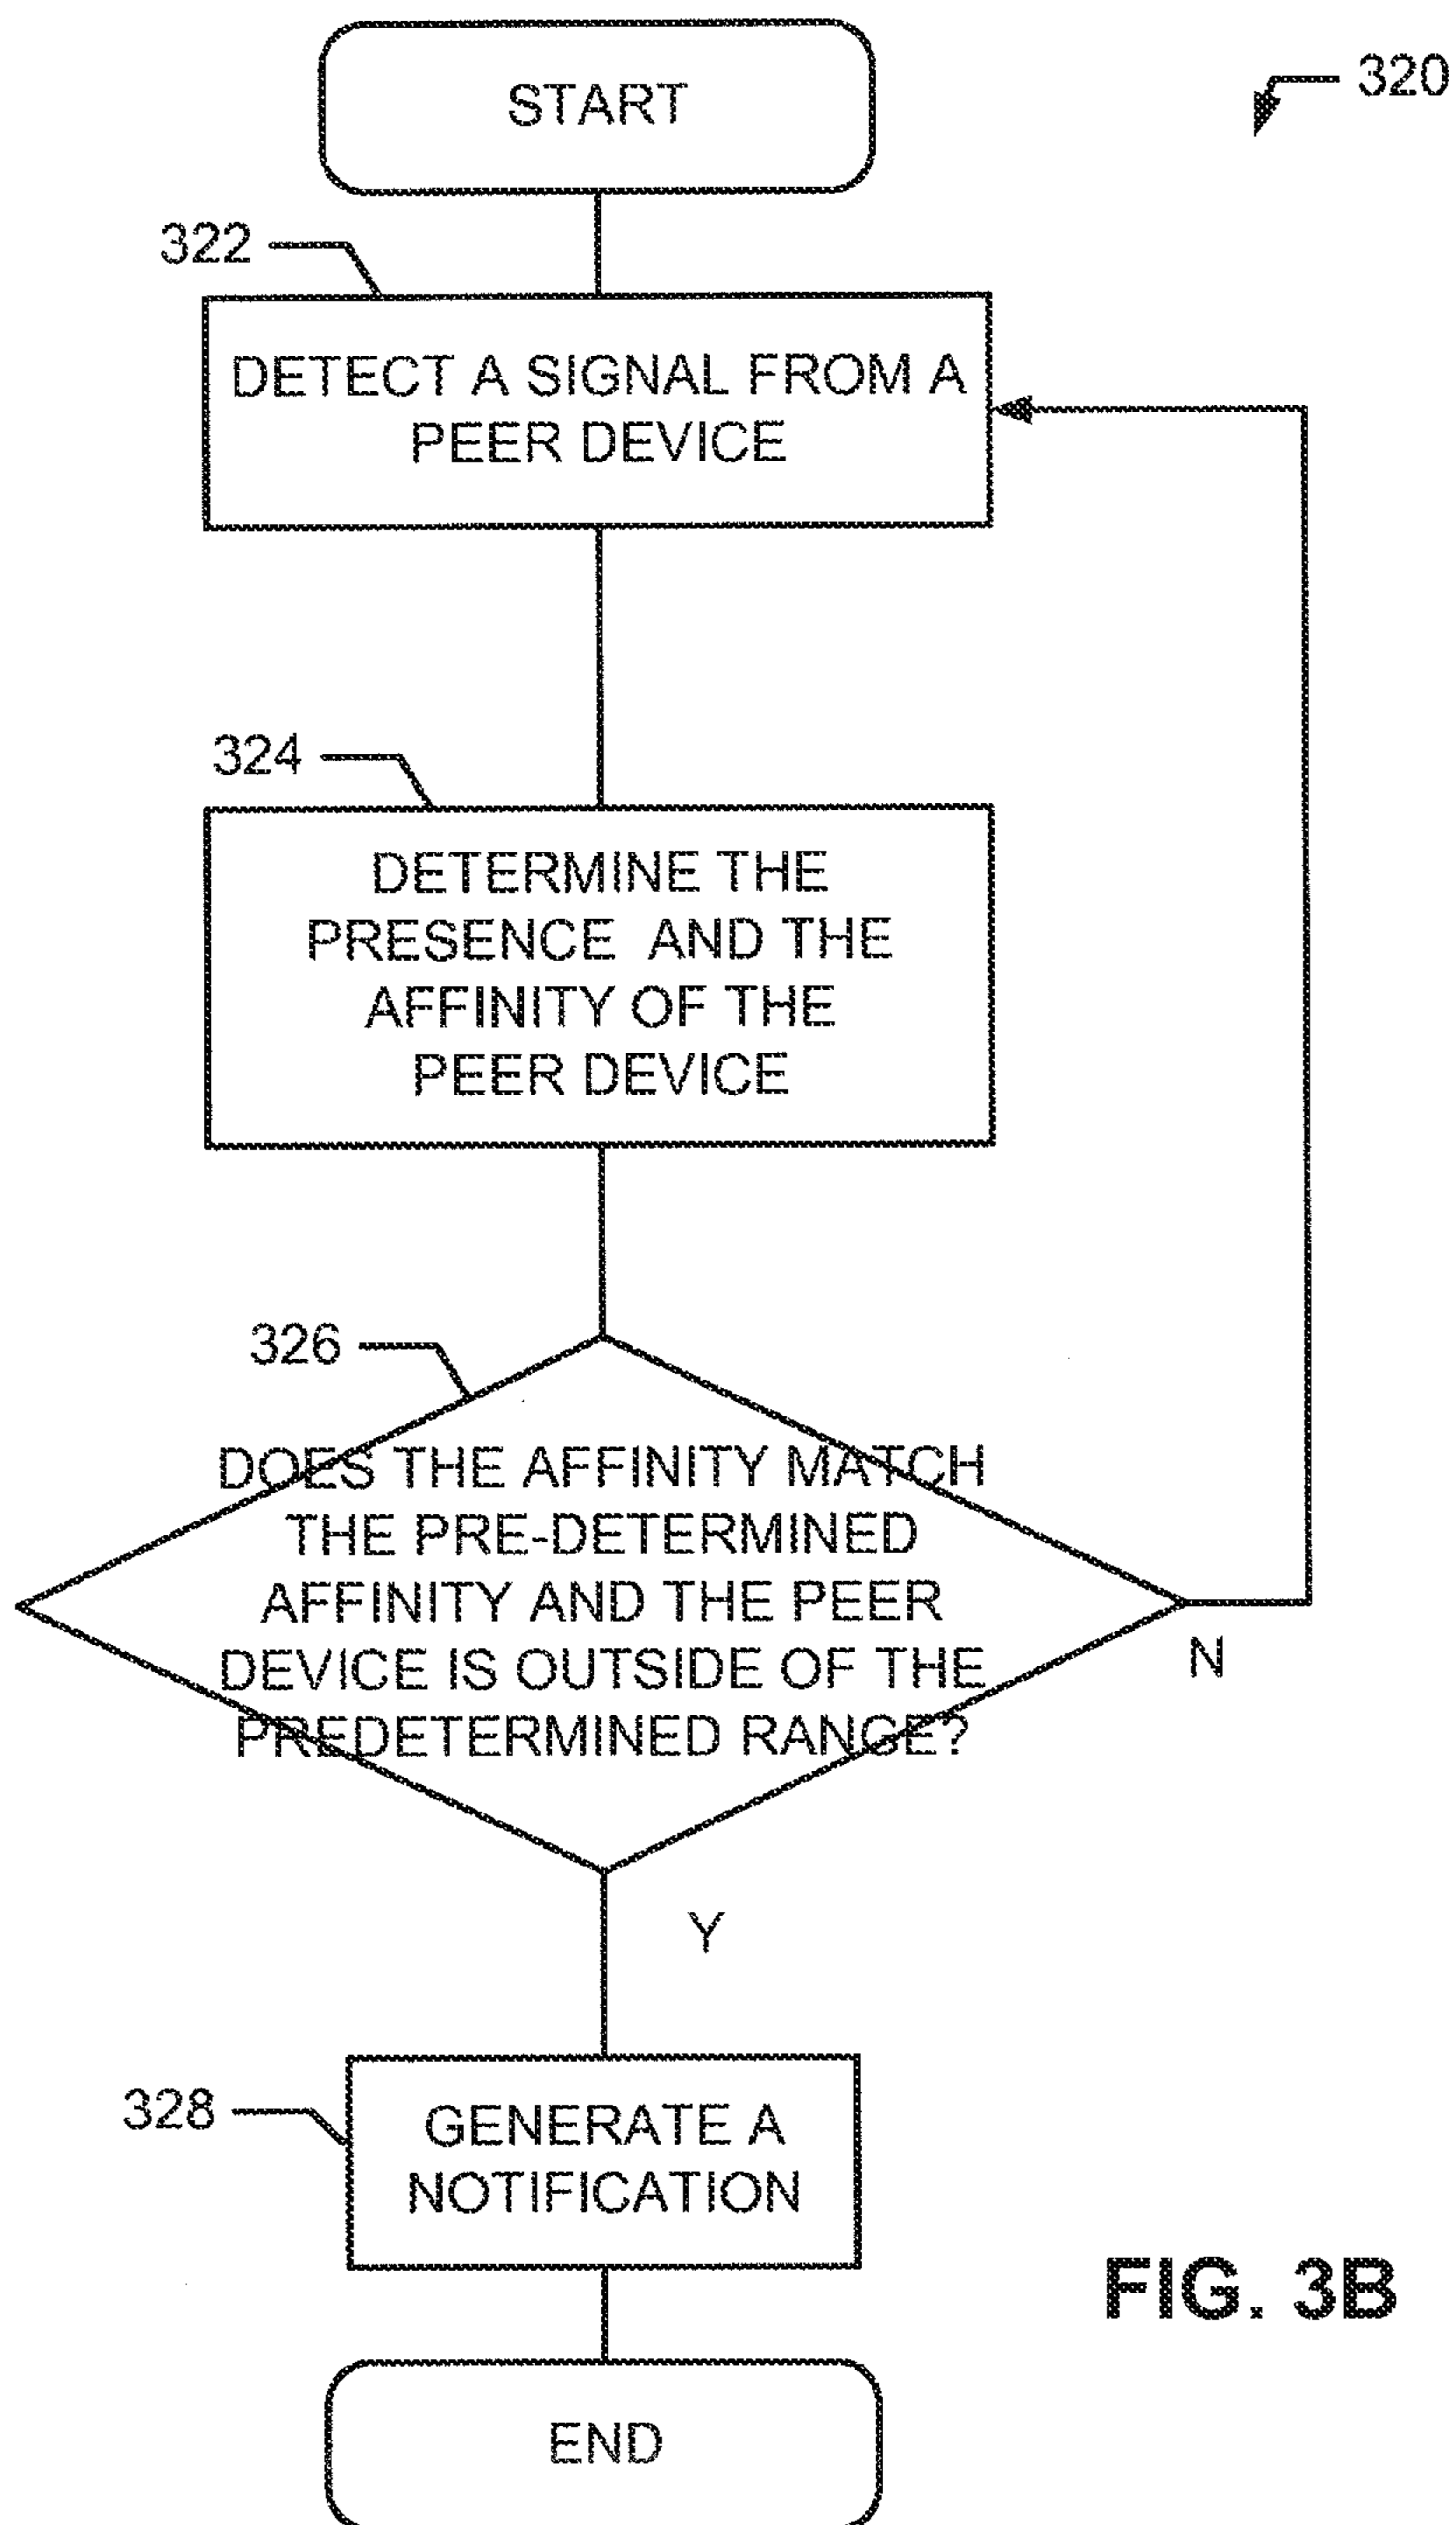 START
320
322
DETECT A SIGNAL FROM A
PEER DEVICE
324
DETERMINE THE
PRESENCE AND THE
AFFINITY OF THE
PEER DEVICE
326
DOES THE AFFINITY MATCH
THE PRE-DETERMINED
AFFINITY AND THE PEER
DEVICE IS OUTSIDE OF THE
PREDETERMINED RANGE?
N
Y
328
GENERATE A
NOTIFICATION
FIG. 3B
END